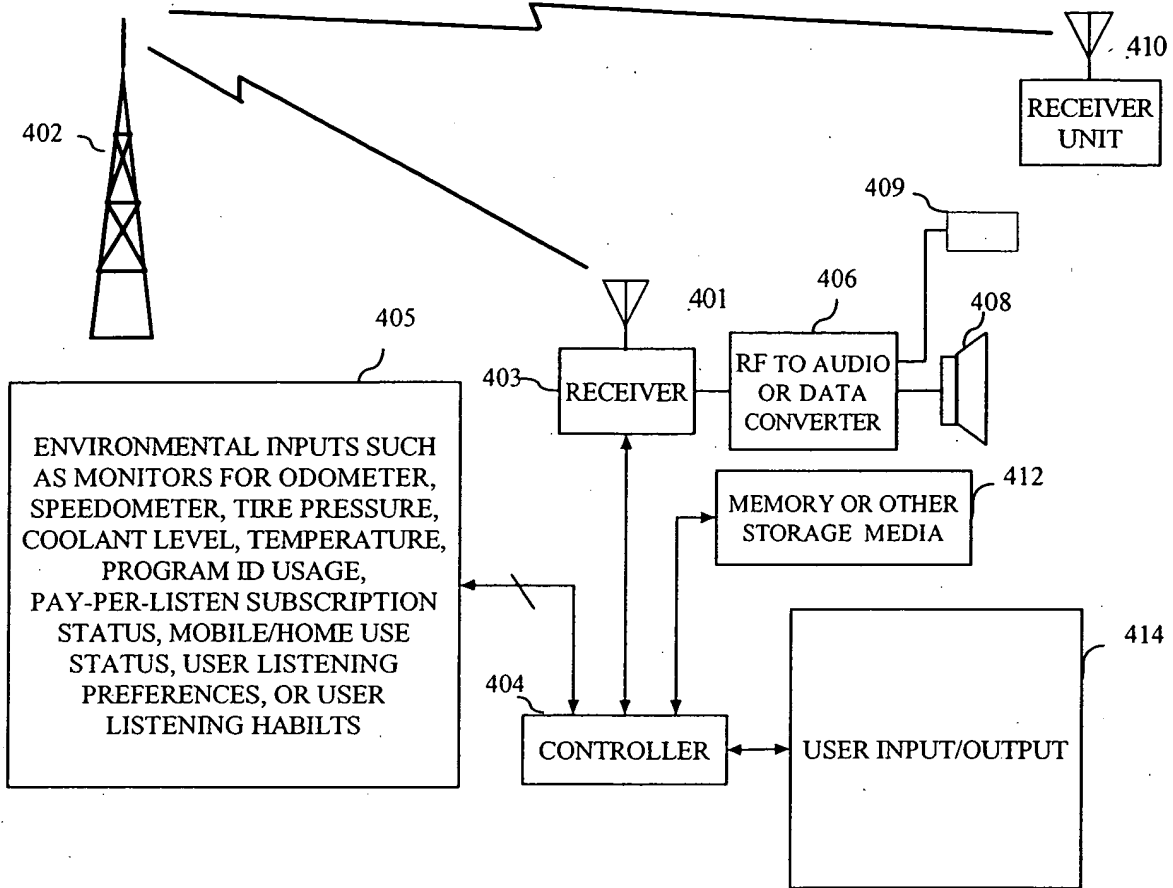 410
RECEIVER
UNIT
402
409
401
406
408
405
403
RECEIVER
RF TO AUDIO
OR DATA
CONVERTER
ENVIRONMENTAL INPUTS SUCH
AS MONITORS FOR ODOMETER,
SPEEDOMETER, TIRE PRESSURE,
COOLANT LEVEL, TEMPERATURE,
PROGRAM ID USAGE,
PAY-PER-LISTEN SUBSCRIPTION
STATUS, MOBILE/HOME USE
STATUS, USER LISTENING
PREFERENCES, OR USER
LISTENING HABILTS
412
MEMORY OR OTHER
STORAGE MEDIA
414
404
CONTROLLER
USER INPUT/OUTPUT